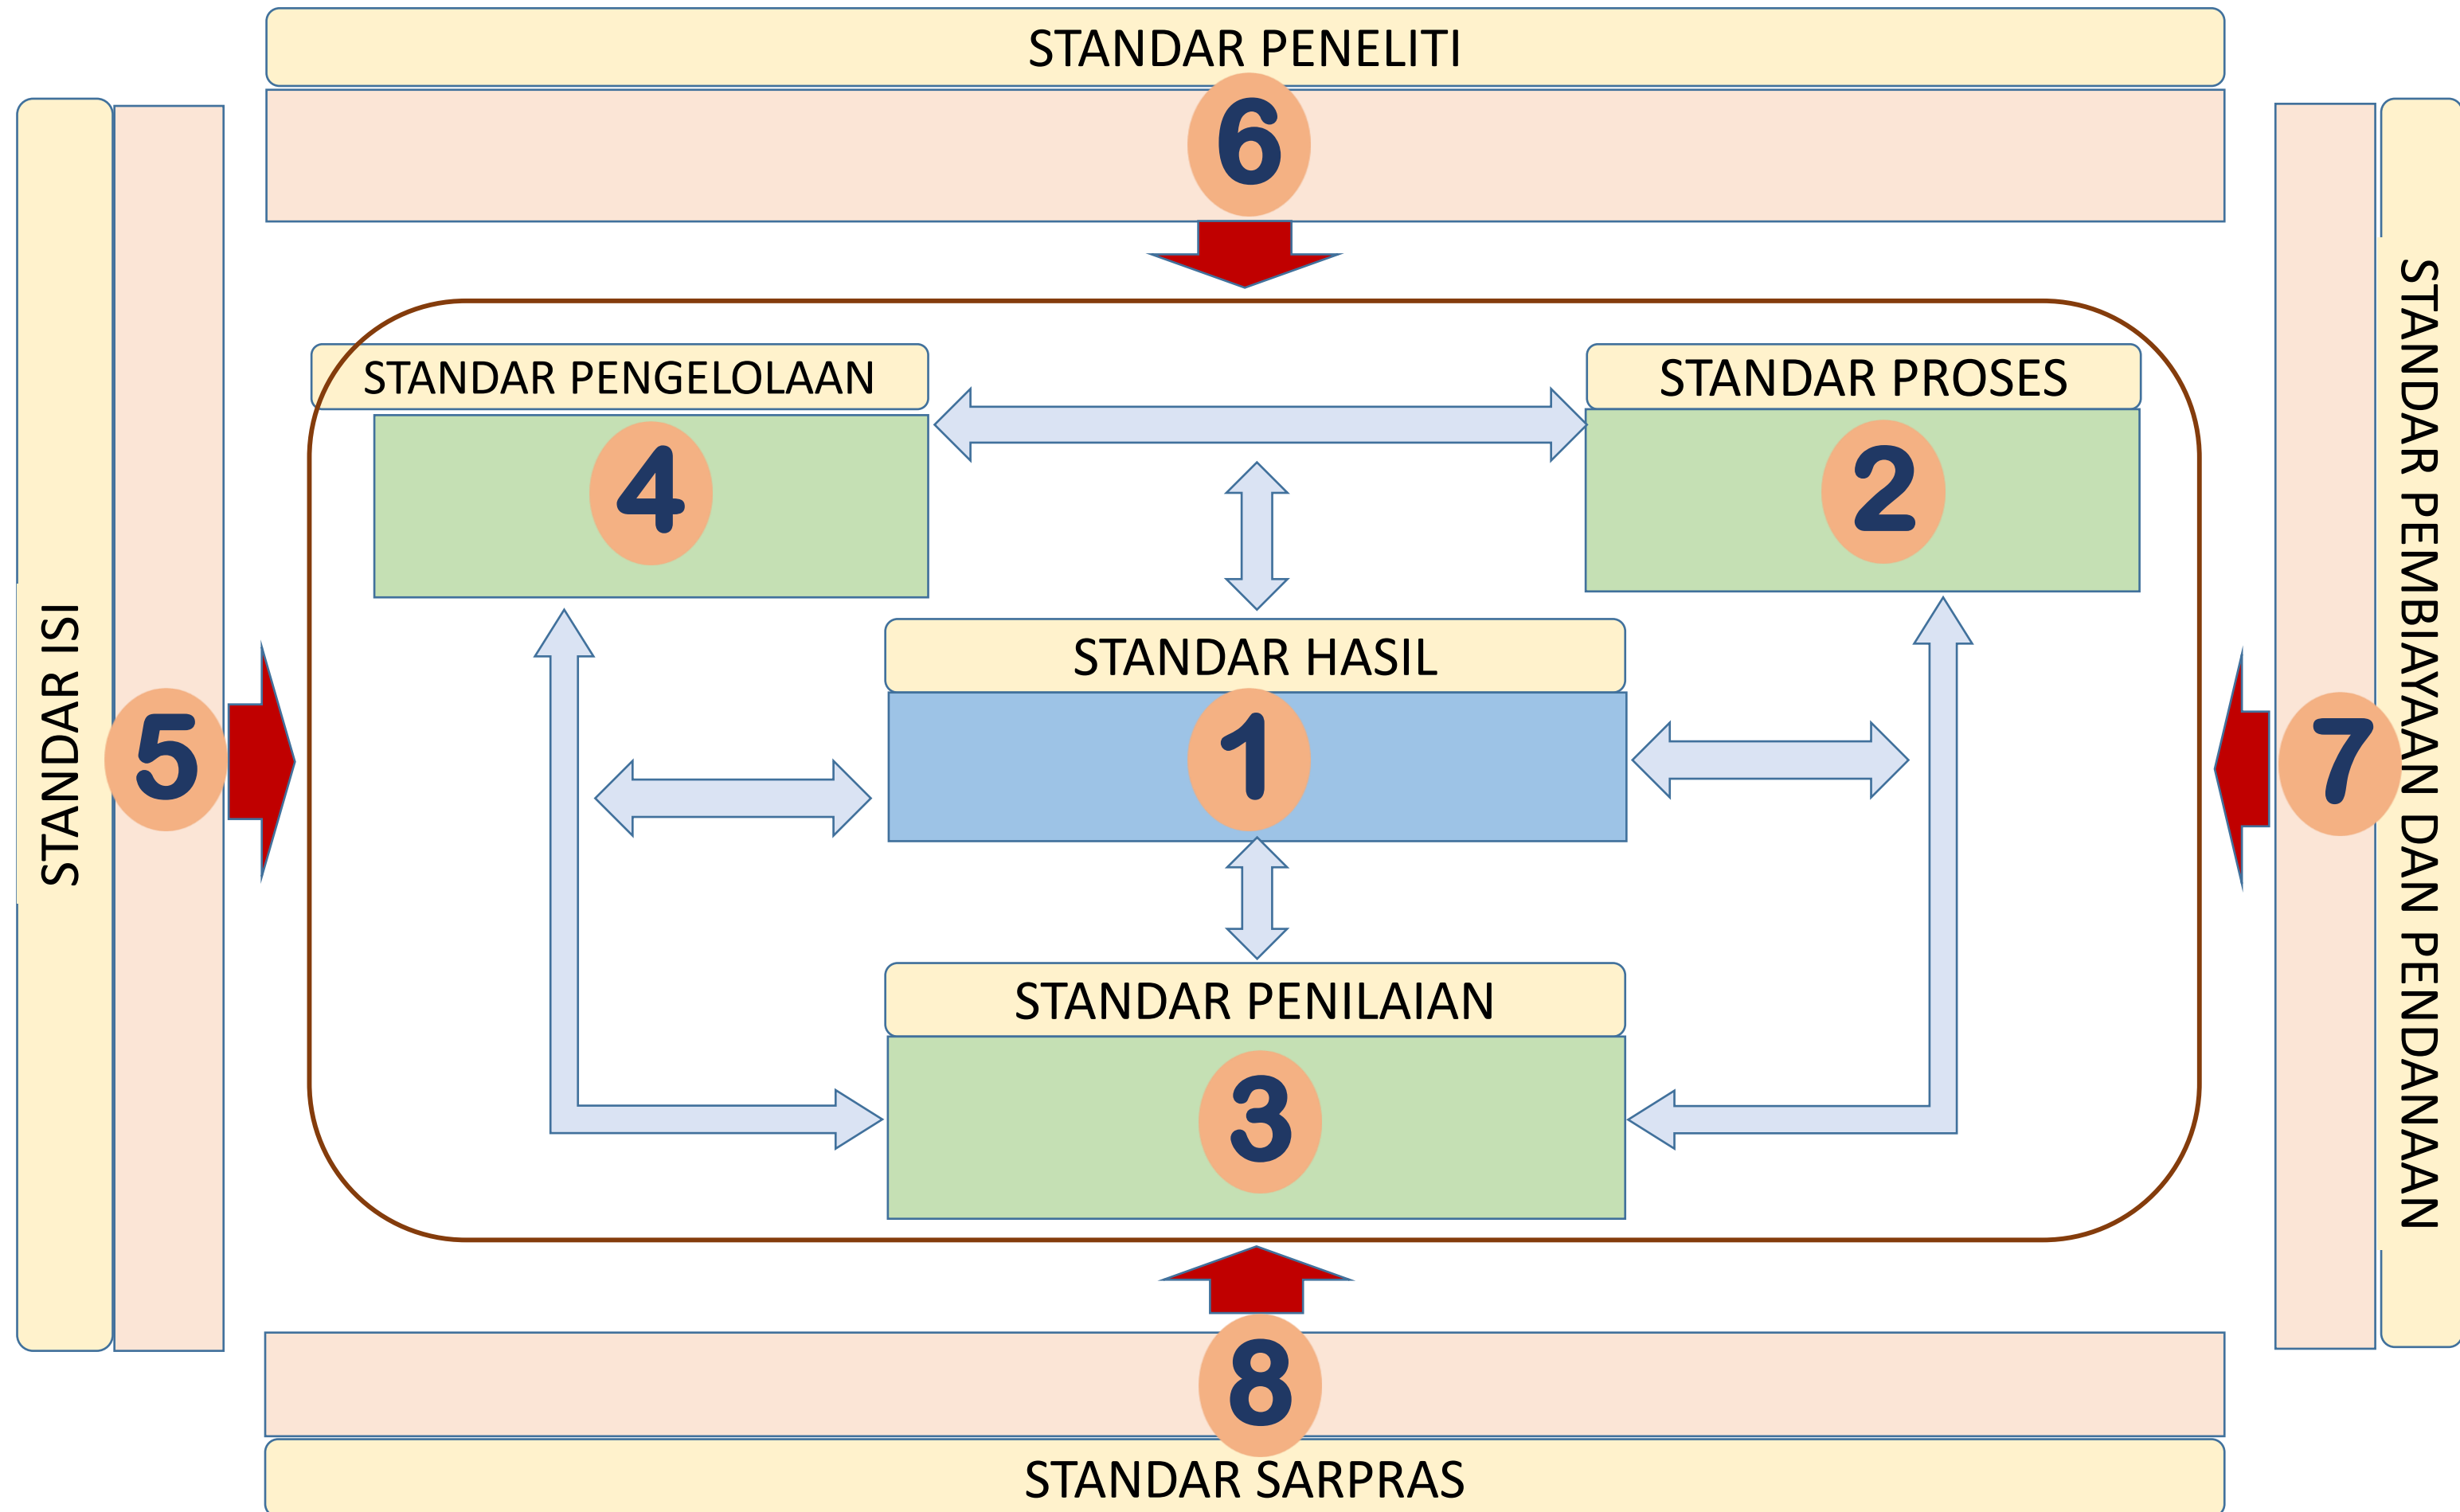 STANDAR PENELITI
6
STANDAR ISI
5
STANDAR PENGELOLAAN
4
STANDAR PROSES
2
STANDAR HASIL
1
STANDAR PENILAIAN
3
7
STANDAR PEMBIAYAAN DAN PENDANAAN
8
STANDAR SARPRAS